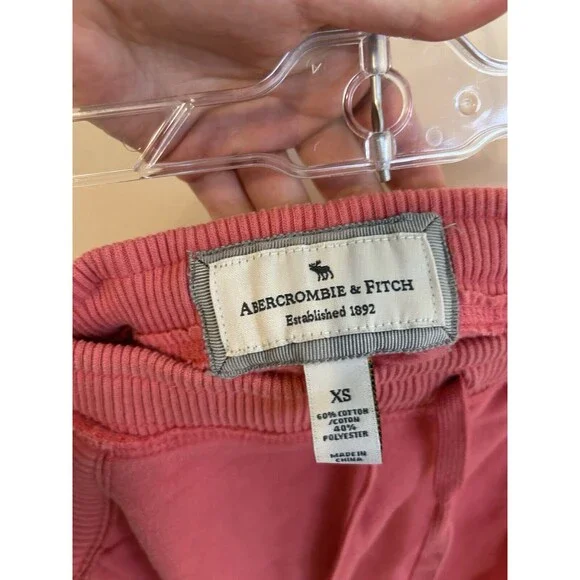 ABERCROMBIE & FITCH
Established 1892
XS
60% COTTON
/COTON
40%
POLYESTER
MADE IN
CHINA